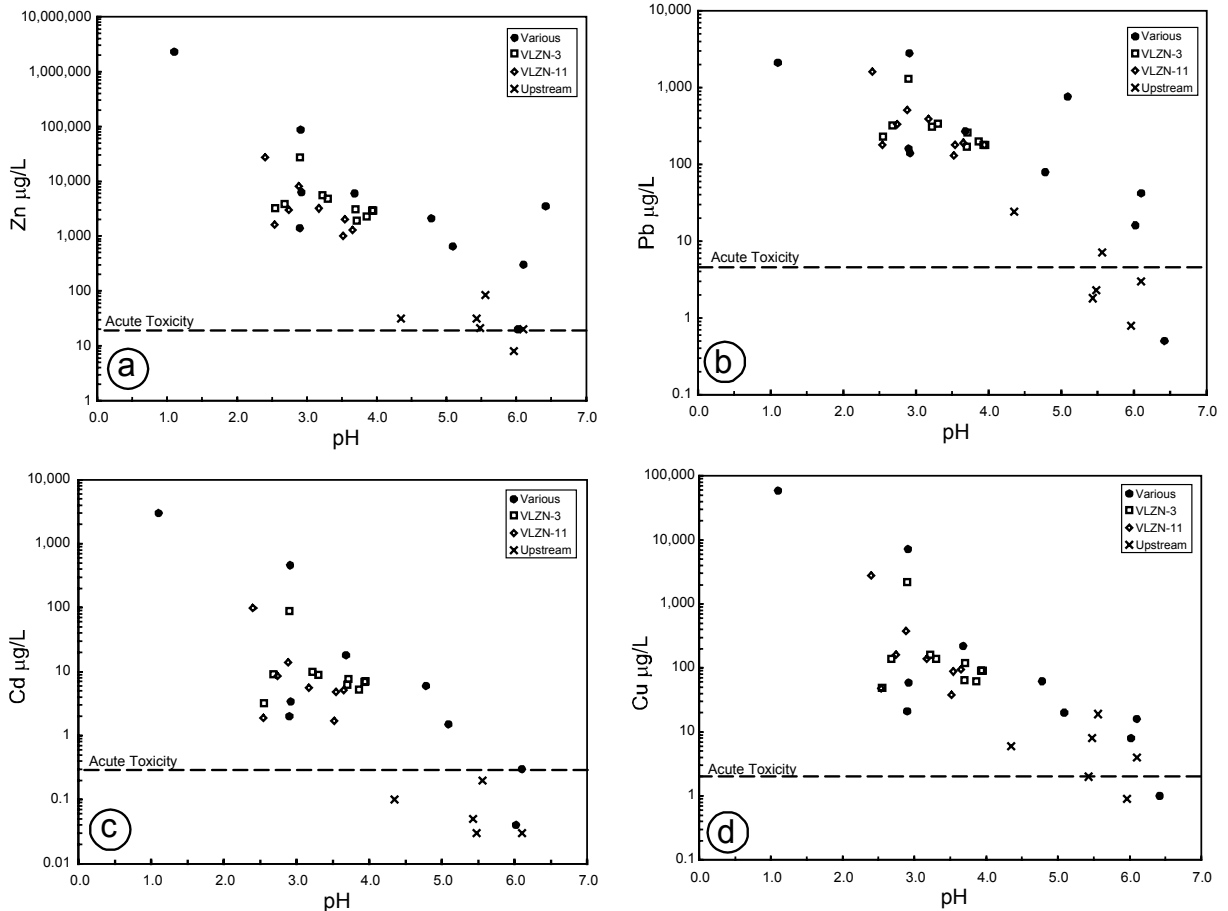 10,000,000
1,000,000
100,000
10,000
1,000
100
10
1
Zn µg/L
Various
VLZN-3
VLZN-11
Upstream
Acute Toxicity
a
0.0 1.0 2.0 3.0 4.0 5.0 6.0 7.0
pH
10,000
1,000
100
10
1
0.1
Pb µg/L
Various
VLZN-3
VLZN-11
Upstream
Acute Toxicity
b
0.0 1.0 2.0 3.0 4.0 5.0 6.0 7.0
pH
10,000
1,000
100
10
1
0.1
0.01
Cd µg/L
Various
VLZN-3
VLZN-11
Upstream
Acute Toxicity
c
0.0 1.0 2.0 3.0 4.0 5.0 6.0 7.0
pH
100,000
10,000
1,000
100
10
1
0.1
Cu µg/L
Various
VLZN-3
VLZN-11
Upstream
Acute Toxicity
d
0.0 1.0 2.0 3.0 4.0 5.0 6.0 7.0
pH